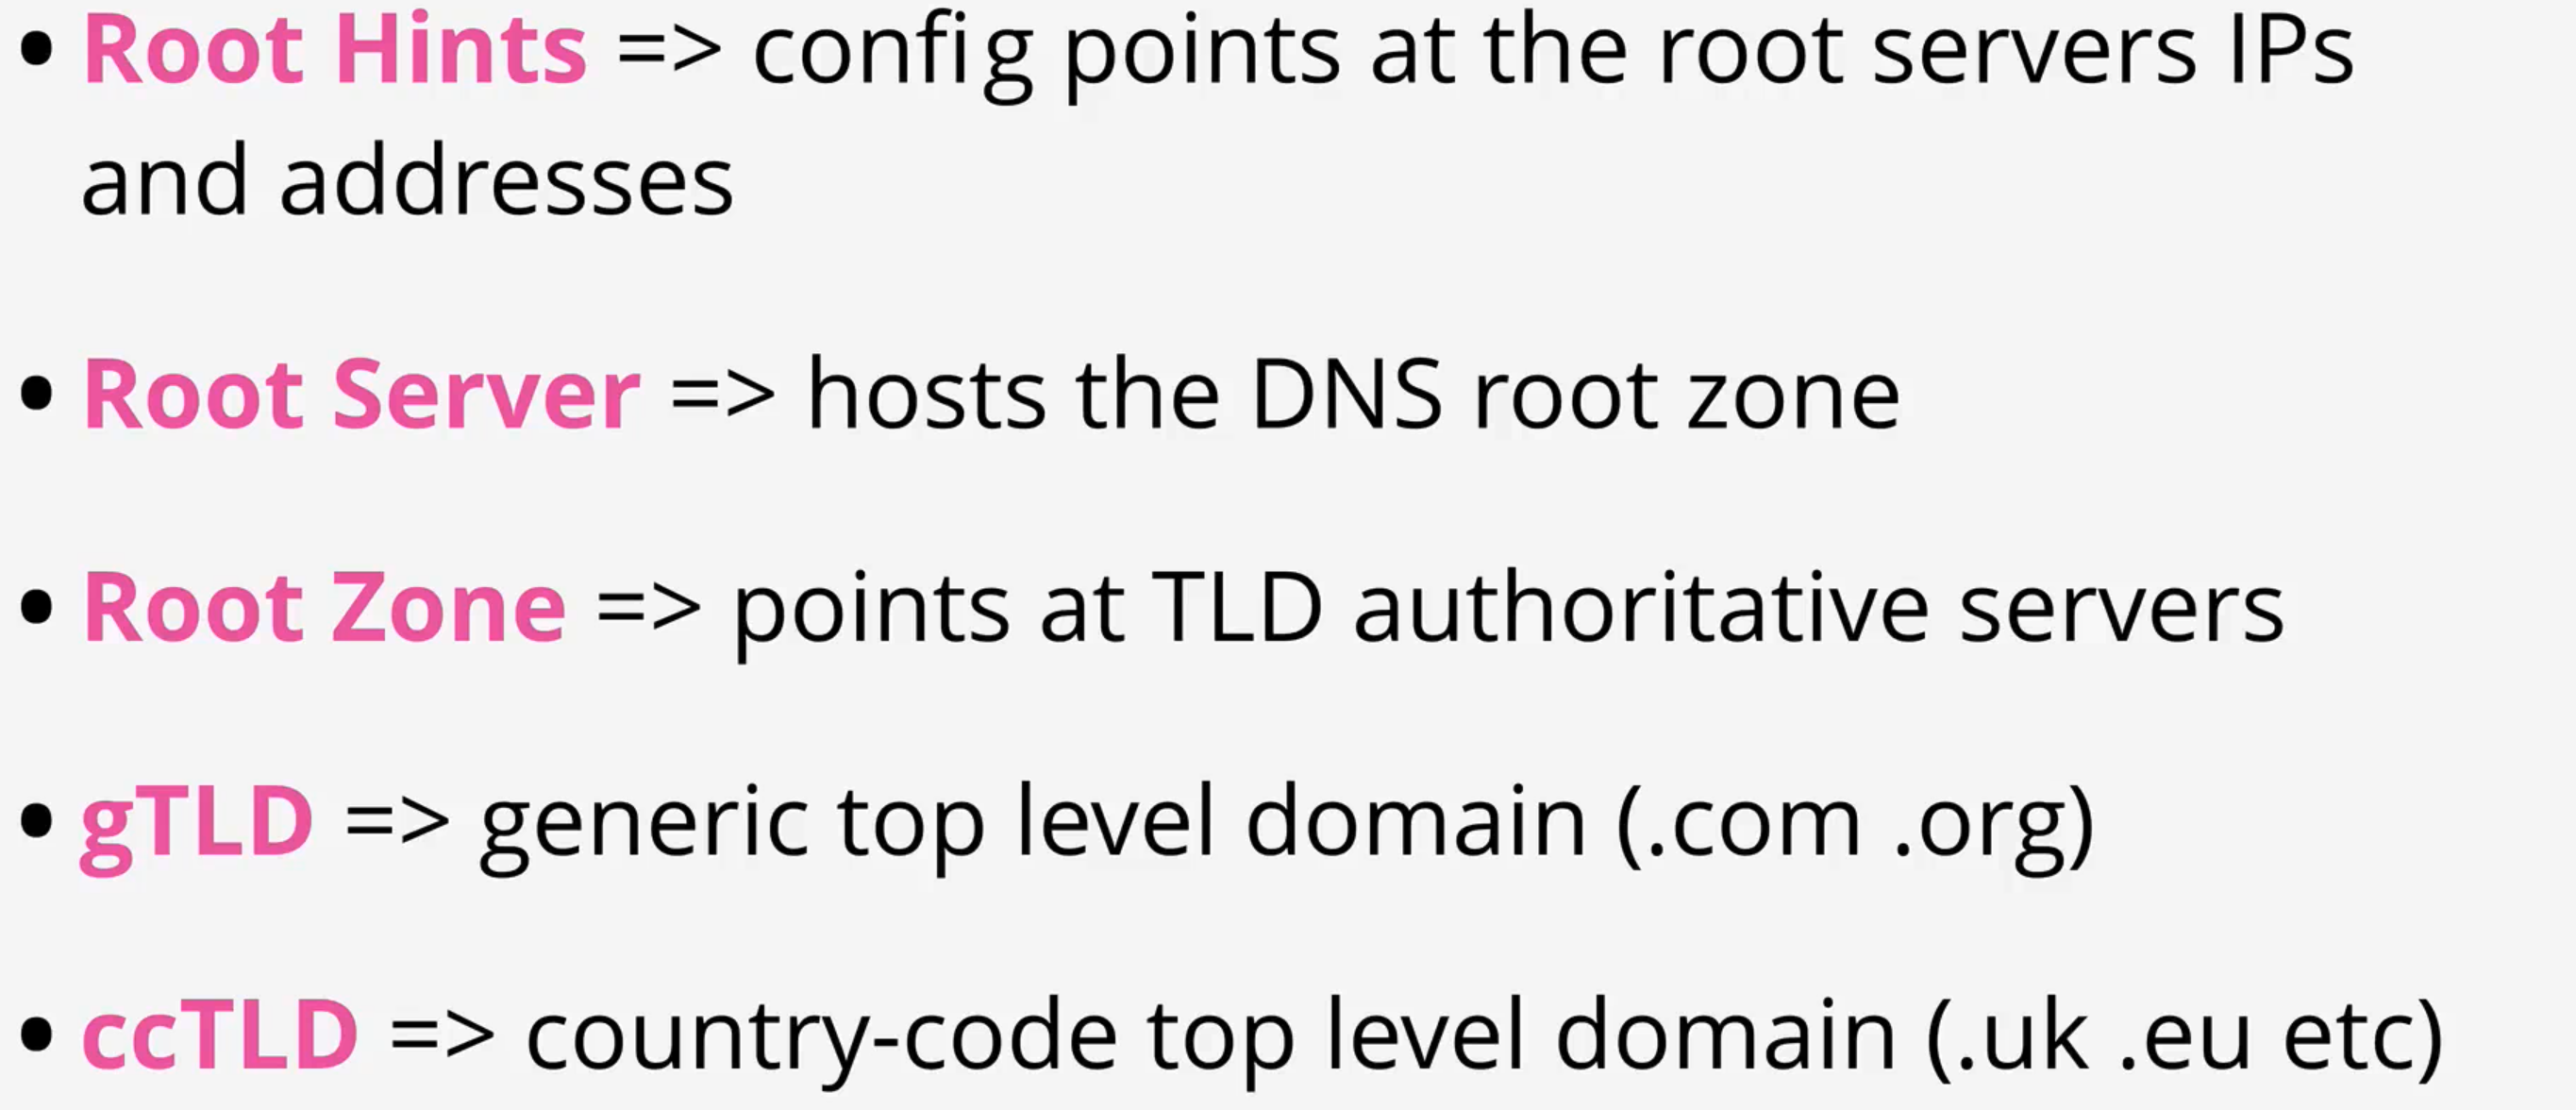 • Root Hints => config points at the root servers IPs
and addresses
• Root Server => hosts the DNS root zone
• Root Zone => points at TLD authoritative servers
• gTLD => generic top level domain (.com .org)
• ccTLD => country-code top level domain (.uk .eu etc)